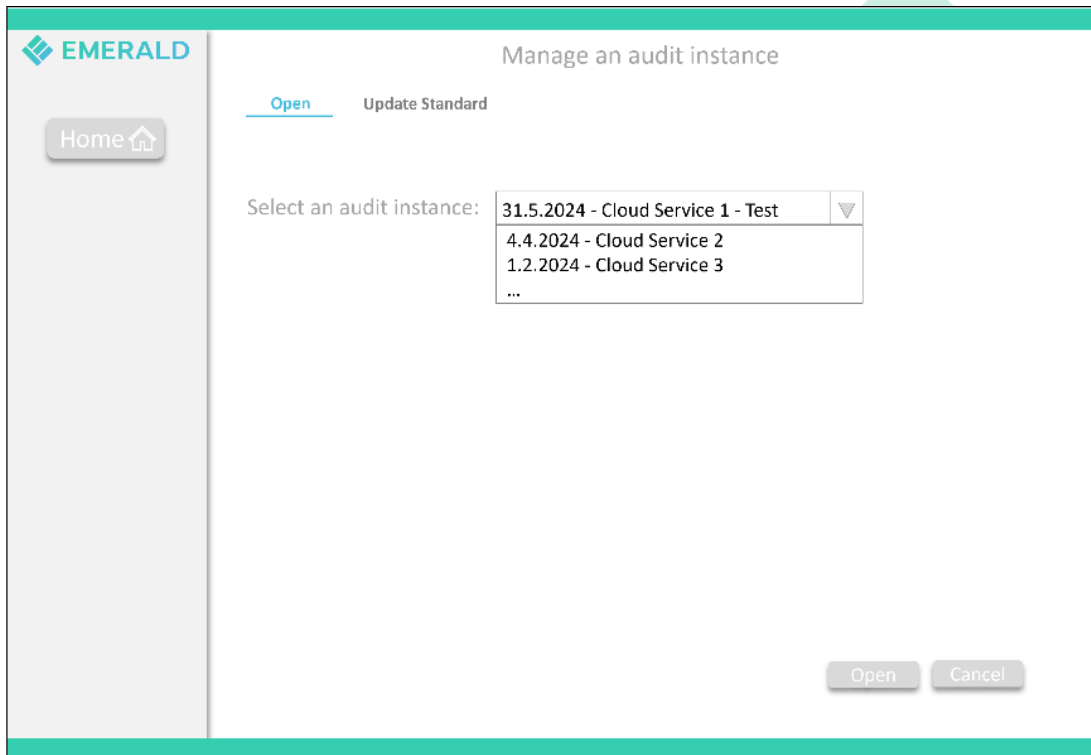 EMERALD
Manage an audit instance
Open Update Standard
Home
Select an audit instance: 31.5.2024 - Cloud Service 1 - Test
4.4.2024 - Cloud Service 2
1.2.2024 - Cloud Service 3
...
Open Cancel